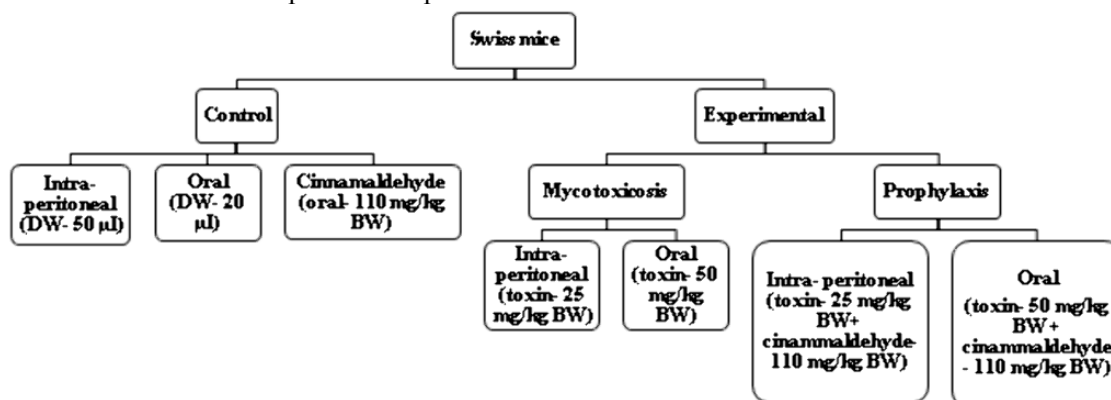 Swiss mice
Control
Experimental
Intra-
peritoneal
(DW- 50 µl)
Oral
(DW- 20
µl)
Cinnamaldehyde
(oral- 110 mg/kg
BW)
Mycotoxicosis
Prophylaxis
Intra-
peritoneal
(toxin- 25
mg/kg BW)
Oral
(toxin- 50
mg/kg
BW)
Intra- peritoneal
(toxin- 25 mg/kg
BW+
cinammaldehyde-
110 mg/kg BW)
Oral
(toxin- 50 mg/kg
BW+
cinammaldehyde
- 110 mg/kg BW)